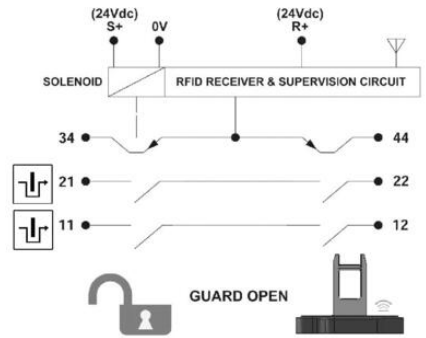 (24Vdc) (24Vdc)
S+ 0V R+
SOLENOID RFID RECEIVER & SUPERVISION CIRCUIT
34 44
21 22
11 12
GUARD OPEN